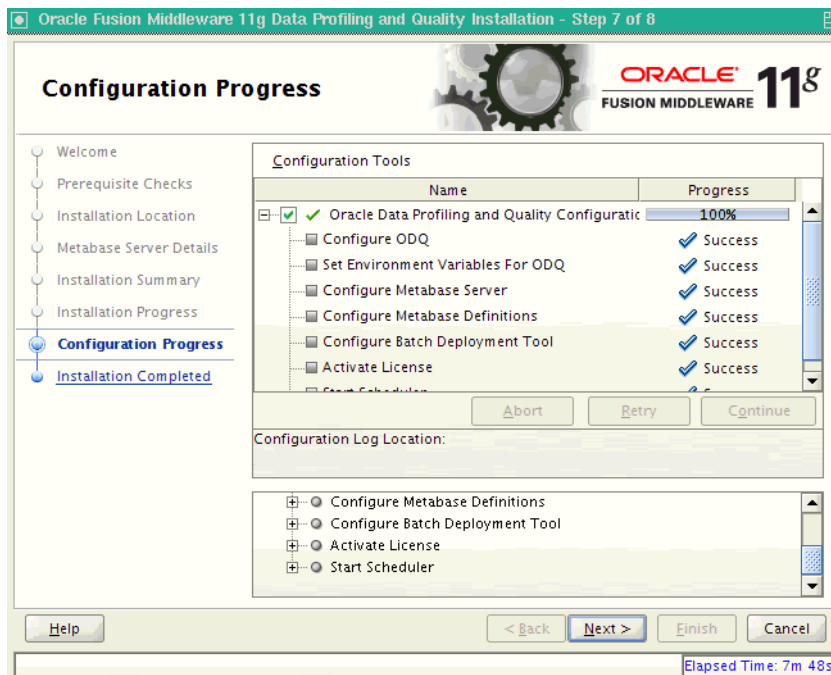 Oracle Fusion Middleware 11g Data Profiling and Quality Installation - Step 7 of 8
Configuration Progress
ORACLE
FUSION MIDDLEWARE 11g
Welcome
Prerequisite Checks
Installation Location
Metabase Server Details
Installation Summary
Installation Progress
Configuration Progress
Installation Completed
Configuration Tools
Name Progress
Oracle Data Profiling and Quality Configuratic 100%
Configure ODQ Success
Set Environment Variables For ODQ Success
Configure Metabase Server Success
Configure Metabase Definitions Success
Configure Batch Deployment Tool Success
Activate License Success
Start Scheduler
Abort Retry Continue
Configuration Log Location:
Configure Metabase Definitions
Configure Batch Deployment Tool
Activate License
Start Scheduler
Help < Back Next > Finish Cancel
Elapsed Time: 7m 48s